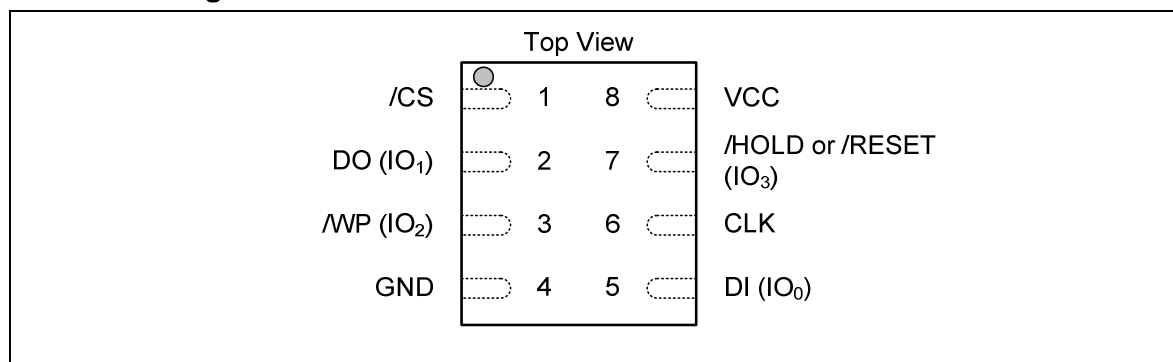 Top View
/CS 1 8 VCC
DO (IO₁) 2 7 /HOLD or /RESET
(IO₃)
/WP (IO₂) 3 6 CLK
GND 4 5 DI (IO₀)